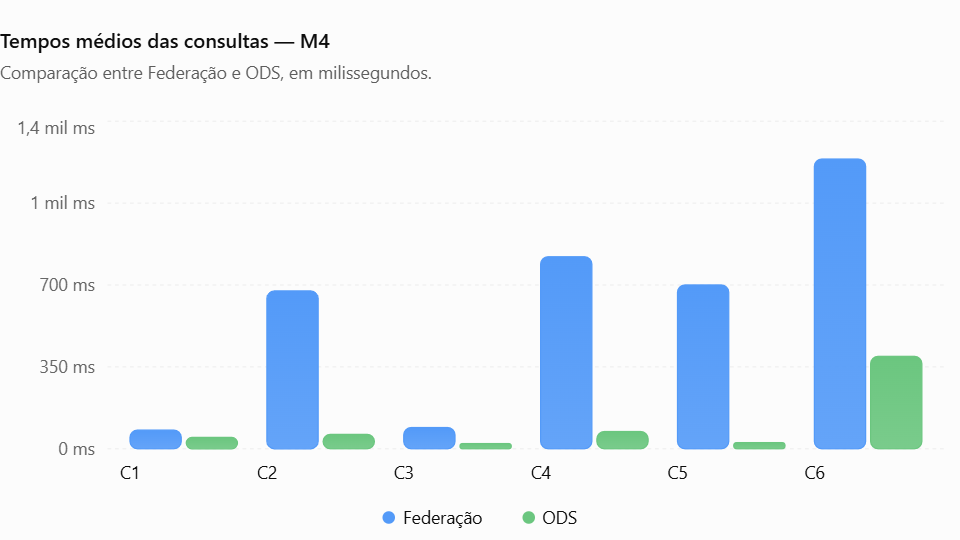 Tempos médios das consultas — M4
Comparação entre Federação e ODS, em milissegundos.
1,4 mil ms
1 mil ms
700 ms
350 ms
0 ms
C1 C2 C3 C4 C5 C6
Federação ODS